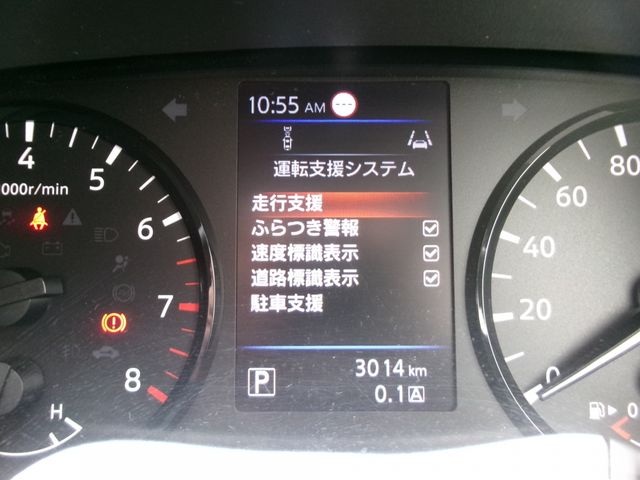 10:55 AM
運転支援システム
走行支援
ふらつき警報
速度標識表示
道路標識表示
駐車支援
P
3014 km
0.1 A
4
5
6
7
8
000r/min
H
80
60
40
20
0
0